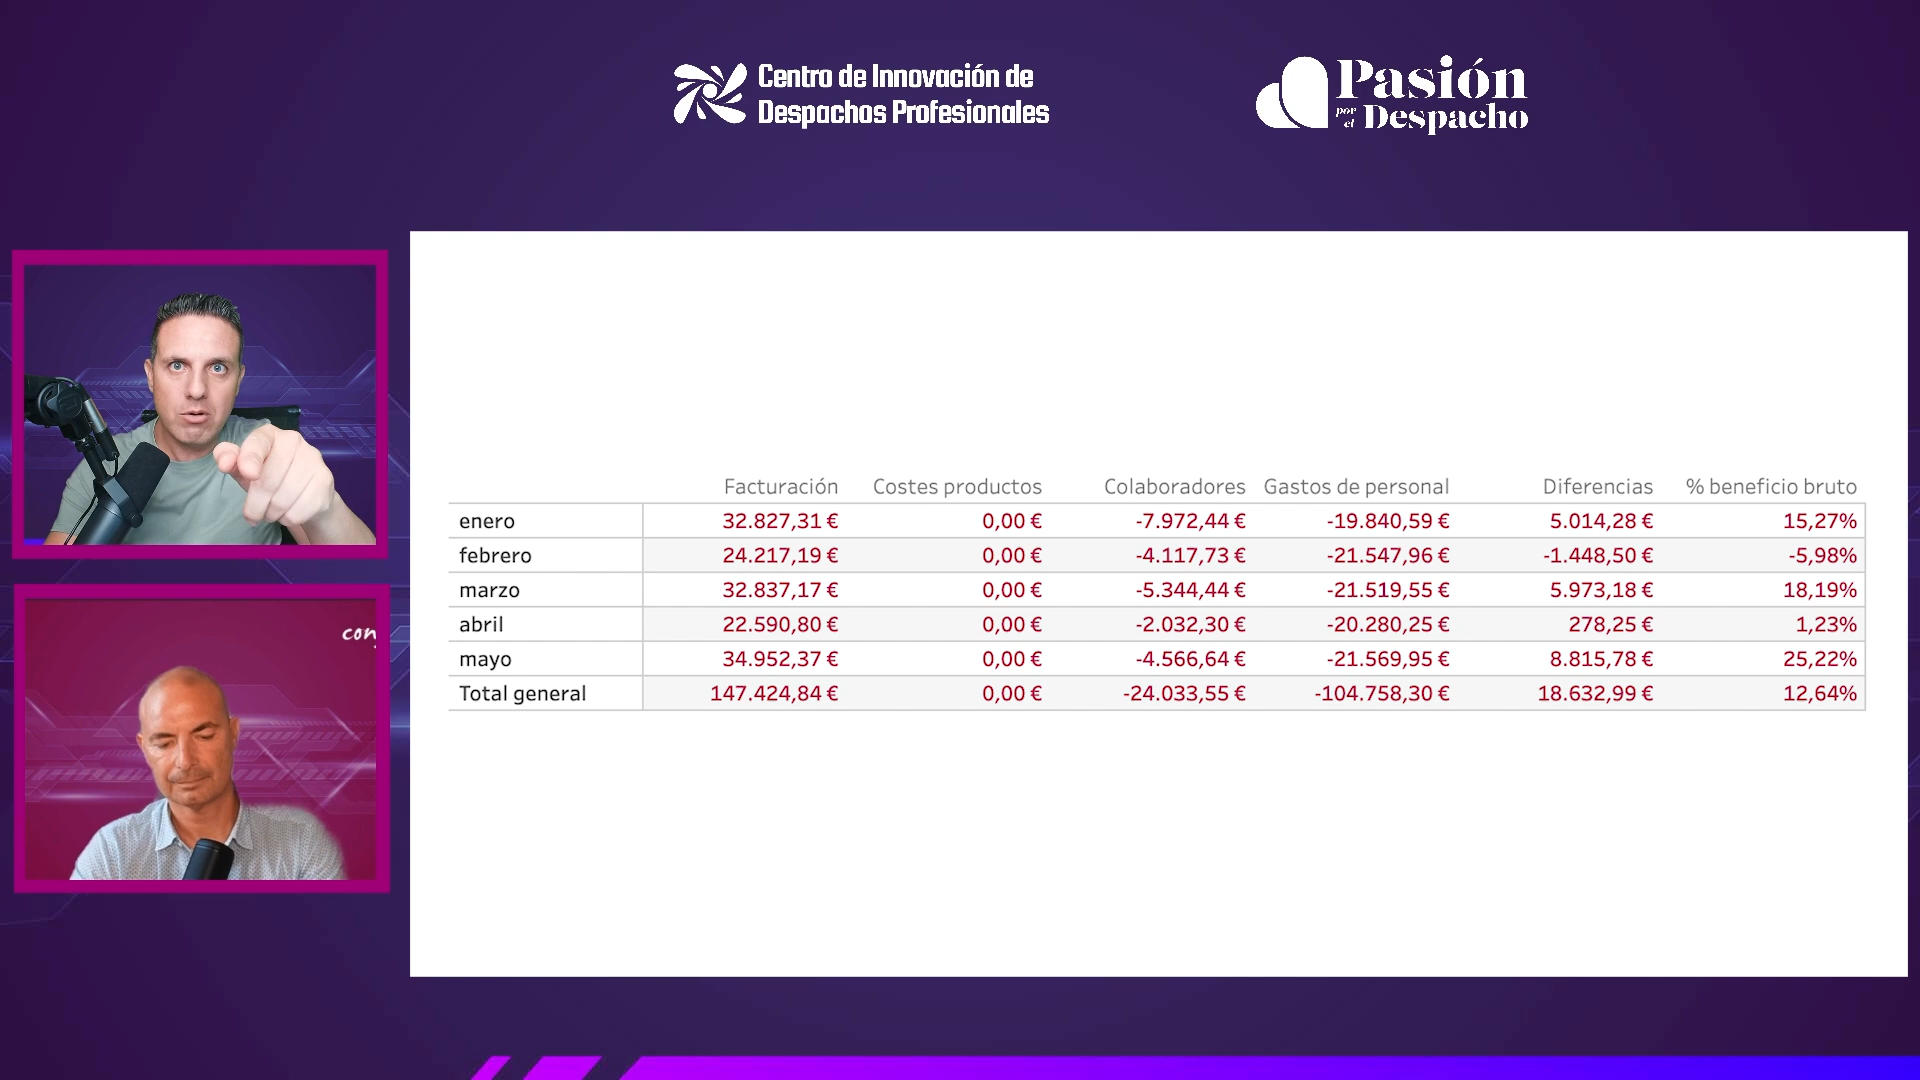 Centro de Innovación de
Despachos Profesionales
Pasión
por el Despacho
con
Facturación Costes productos Colaboradores Gastos de personal Diferencias % beneficio bruto
enero 32.827,31 € 0,00 € -7.972,44 € -19.840,59 € 5.014,28 € 15,27%
febrero 24.217,19 € 0,00 € -4.117,73 € -21.547,96 € -1.448,50 € -5,98%
marzo 32.837,17 € 0,00 € -5.344,44 € -21.519,55 € 5.973,18 € 18,19%
abril 22.590,80 € 0,00 € -2.032,30 € -20.280,25 € 278,25 € 1,23%
mayo 34.952,37 € 0,00 € -4.566,64 € -21.569,95 € 8.815,78 € 25,22%
Total general 147.424,84 € 0,00 € -24.033,55 € -104.758,30 € 18.632,99 € 12,64%